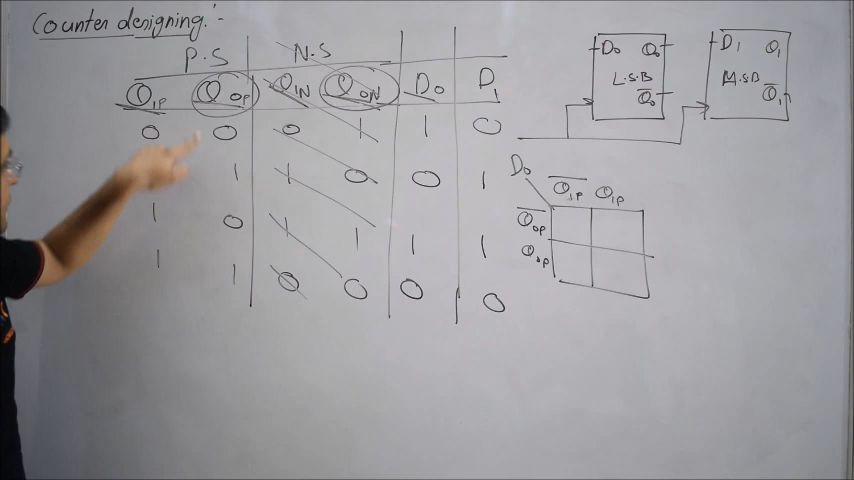 Counter designing:-
P.S N.S
Q1P Q0P Q1N Q0N D0 D1
0 0 0 1 1 0
1 1 0 0 1
1 0 1 1 1 1
1 1 0 0 0 0
D0 Q0
L.S.B
Q̅0
D1 Q1
M.S.B
Q̅1
D0
Q̅1P Q1P
Q̅0P
Q0P